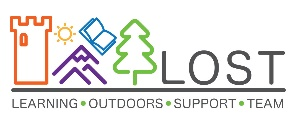 LOST
LEARNING • OUTDOORS • SUPPORT • TEAM